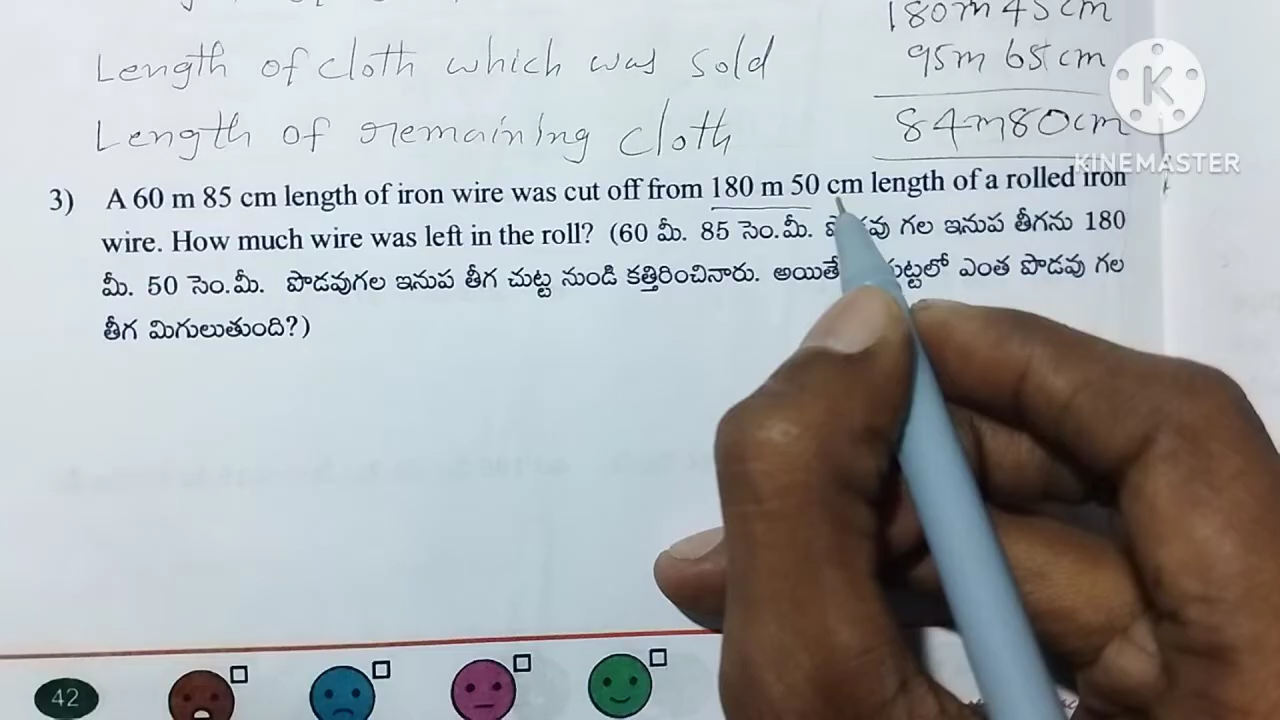 180m 45cm
Length of cloth which was sold 95m 65cm
Length of remaining cloth 84m80cm
K
KINEMASTER
3) A 60 m 85 cm length of iron wire was cut off from 180 m 50 cm length of a rolled iron
wire. How much wire was left in the roll? (60 మీ. 85 సెం.మీ. గల ఇనుప తీగను 180
మీ. 50 సెం.మీ. పొడవుగల ఇనుప తీగ చుట్ట నుండి కత్తిరించినారు. అయితే ఎంత పొడవు గల
తీగ మిగులుతుంది?)
42